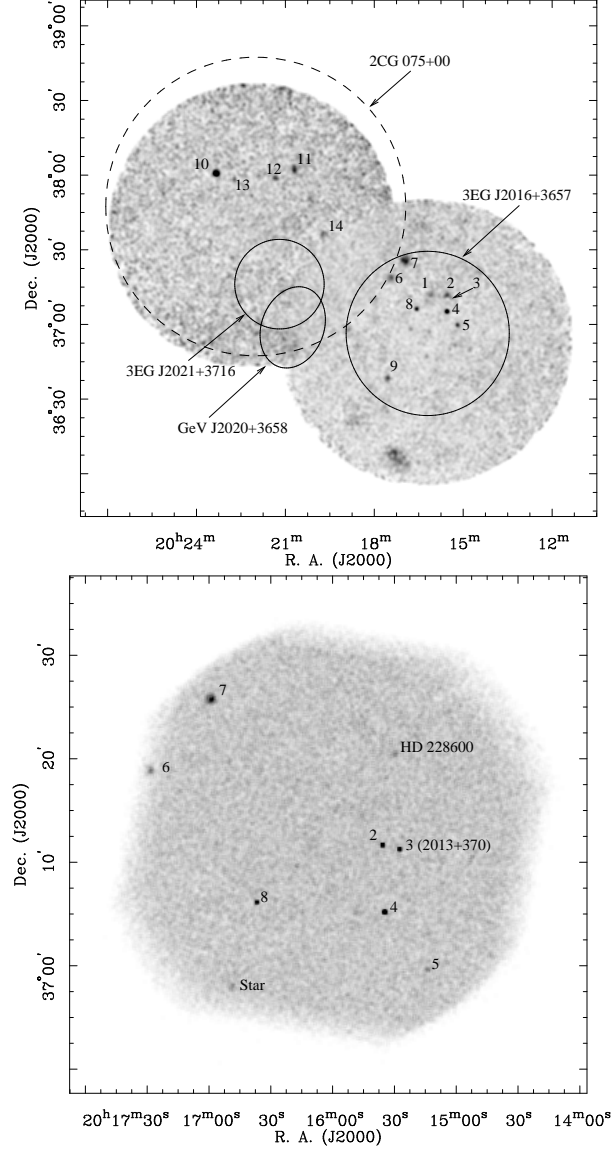 39°00'
2CG 075+00
30'
10
11
12
13
38°00'
3EG J2016+3657
14
30'
7
6
1
2
3
8
4
5
37°00'
3EG J2021+3716
9
36°30'
GeV J2020+3658
Dec. (J2000)
20h24m
21m
18m
15m
12m
R. A. (J2000)
30'
7
HD 228600
20'
6
2
3 (2013+370)
10'
8
4
5
37°00'
Star
Dec. (J2000)
20h17m30s
17m00s
30s
16m00s
30s
15m00s
30s
14m00s
R. A. (J2000)